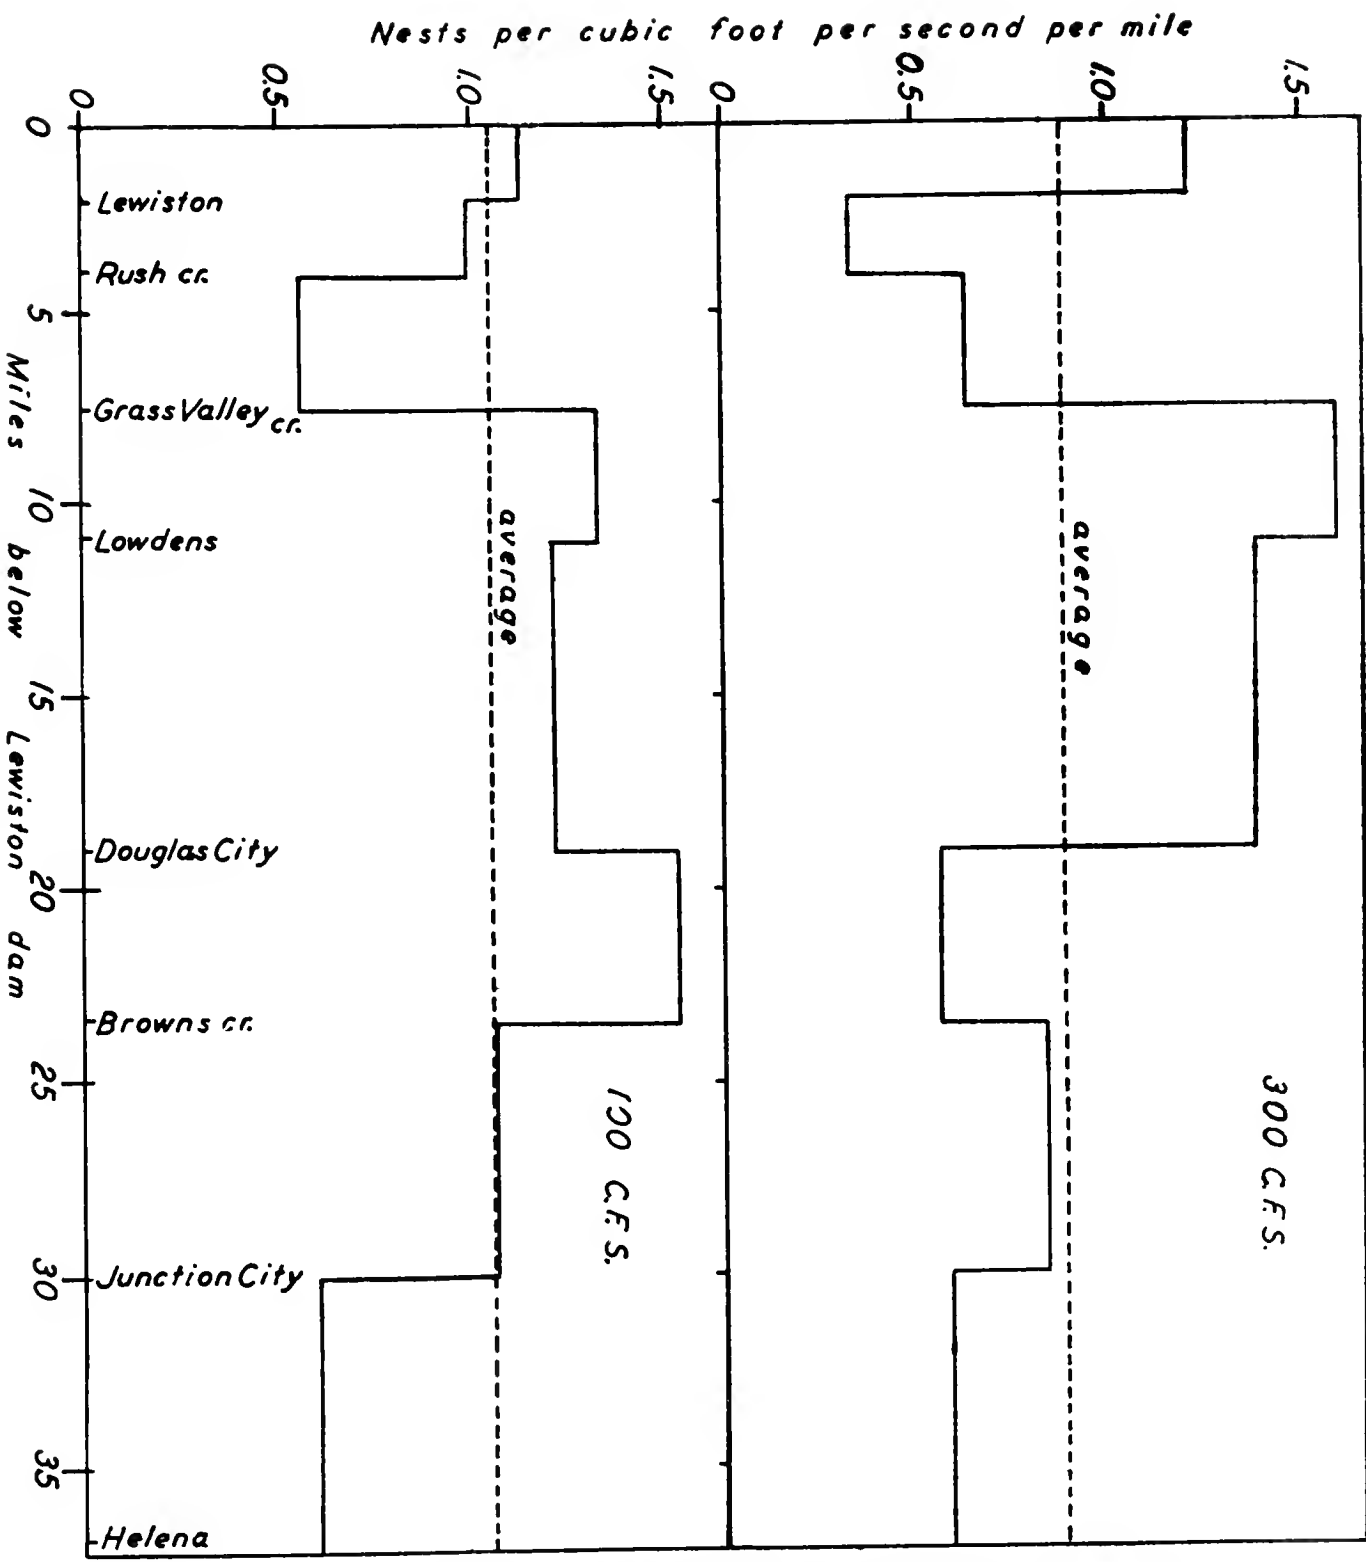 Nests per cubic foot per second per mile
0 0.5 1.0 1.5 0 0.5 1.0 1.5
0
Lewiston
Rush cr.
5
Grass Valley cr.
10
Lowdens
15
Douglas City
20
Browns cr.
25
30
Junction City
35
Helena
Miles below Lewiston dam
average
average
100 C.F.S.
300 C.F.S.